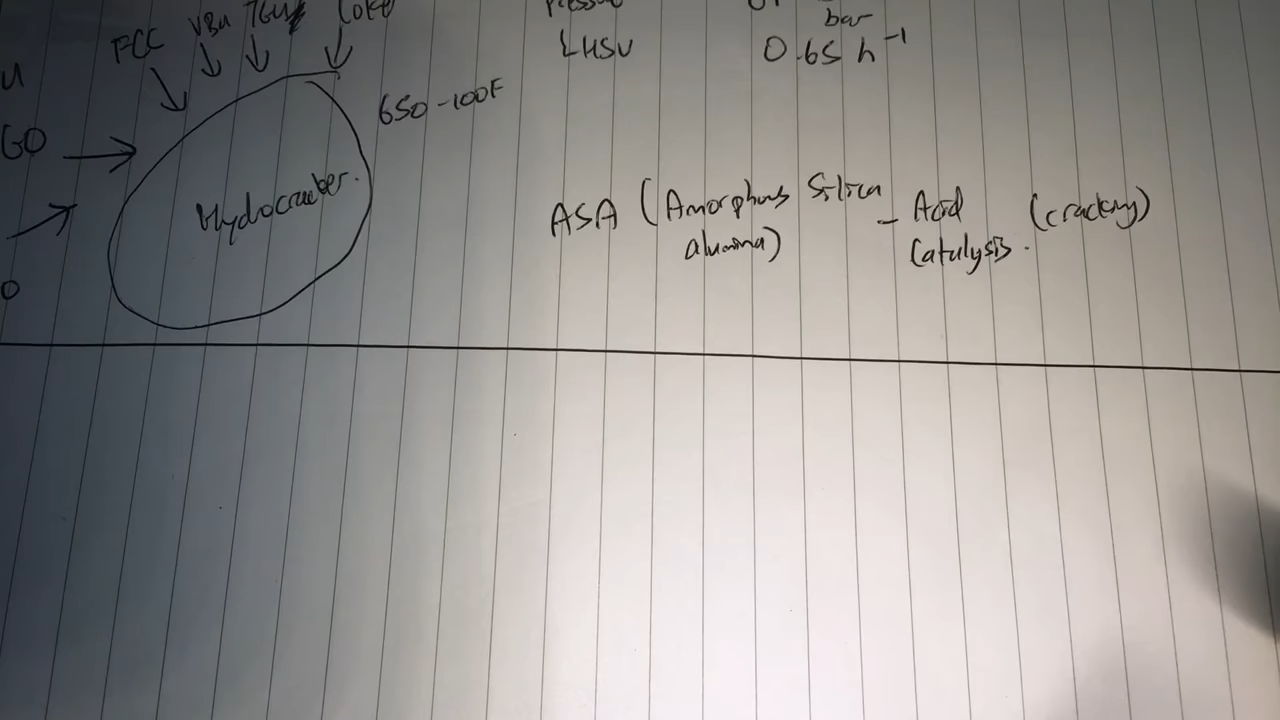 FCC VBU TGU Coke
LHSU 0.65 h⁻¹
bar
650-100F
GO
Hydrocracker.
ASA (Amorphous Silica - Acid (cracking)
alumina) Catalysis.